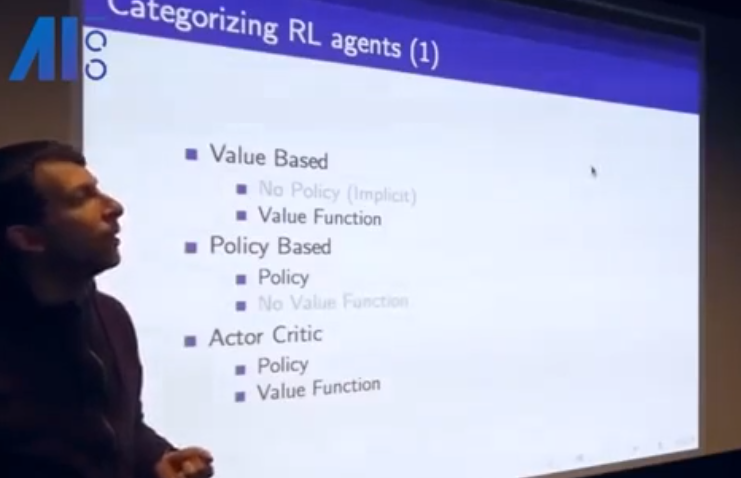 AI
Categorizing RL agents (1)
Value Based
No Policy (Implicit)
Value Function
Policy Based
Policy
No Value Function
Actor Critic
Policy
Value Function